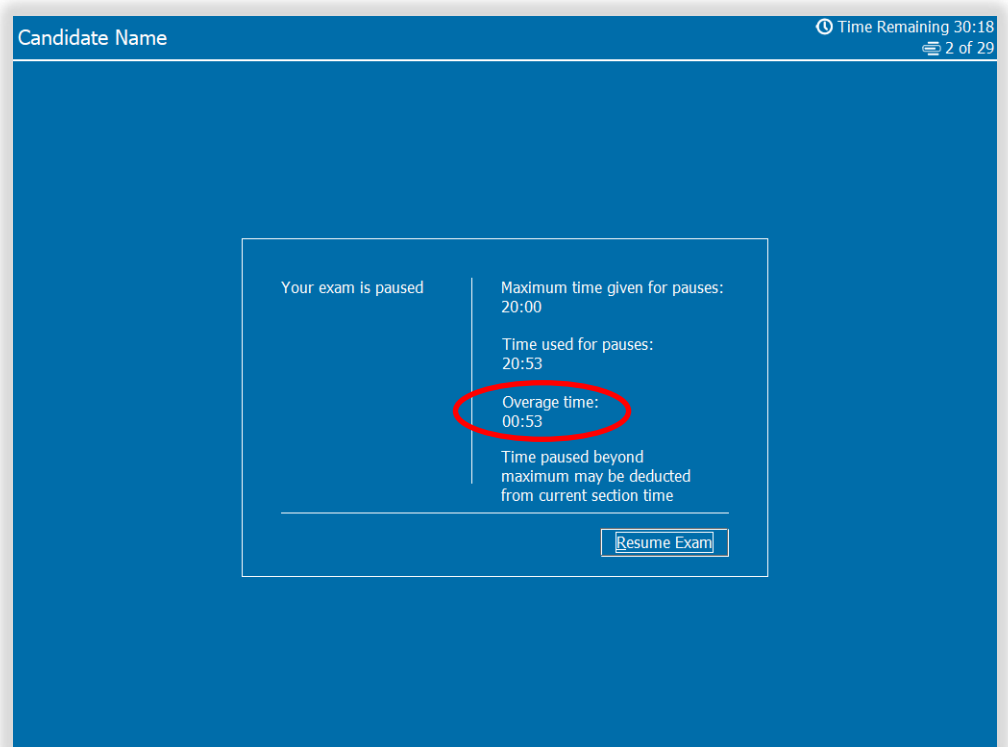 Candidate Name
Time Remaining 30:18
2 of 29
Your exam is paused
Maximum time given for pauses:
20:00
Time used for pauses:
20:53
Overage time:
00:53
Time paused beyond
maximum may be deducted
from current section time
Resume Exam